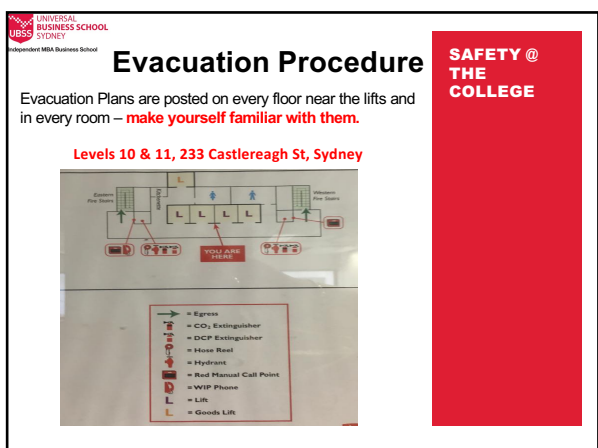 UNIVERSAL
BUSINESS SCHOOL
SYDNEY
UBSS
Independent MBA Business School
Evacuation Procedure
SAFETY @
THE
COLLEGE
Evacuation Plans are posted on every floor near the lifts and
in every room – make yourself familiar with them.
Levels 10 & 11, 233 Castlereagh St, Sydney
L
Eastern
Fire Stairs
Western
Fire Stairs
L L L L
YOU ARE
HERE
= Egress
= CO₂ Extinguisher
= DCP Extinguisher
= Hose Reel
= Hydrant
= Red Manual Call Point
= WIP Phone
L = Lift
L = Goods Lift